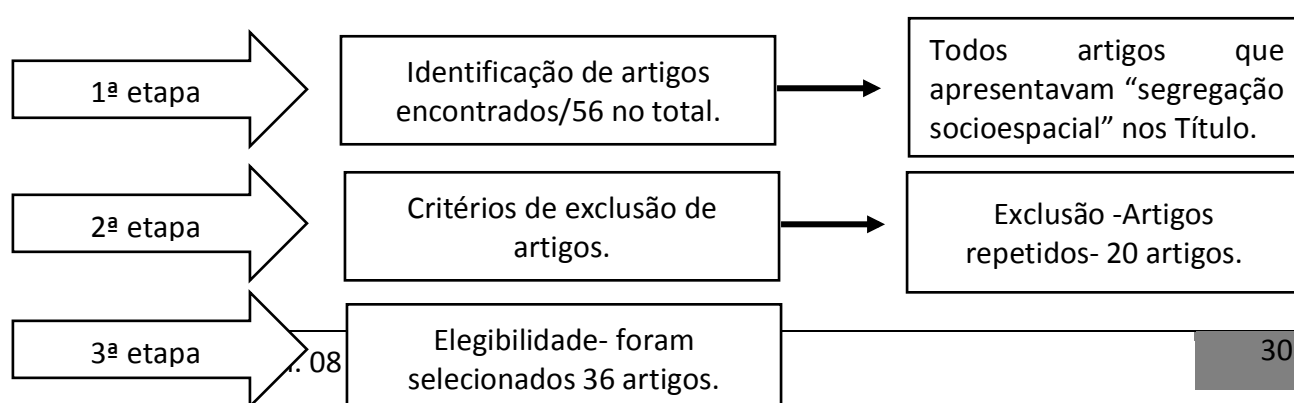 1ª etapa
Identificação de artigos
encontrados/56 no total.
Todos artigos que
apresentavam “segregação
socioespacial” nos Título.
2ª etapa
Critérios de exclusão de
artigos.
Exclusão -Artigos
repetidos- 20 artigos.
3ª etapa
08
Elegibilidade- foram
selecionados 36 artigos.
30